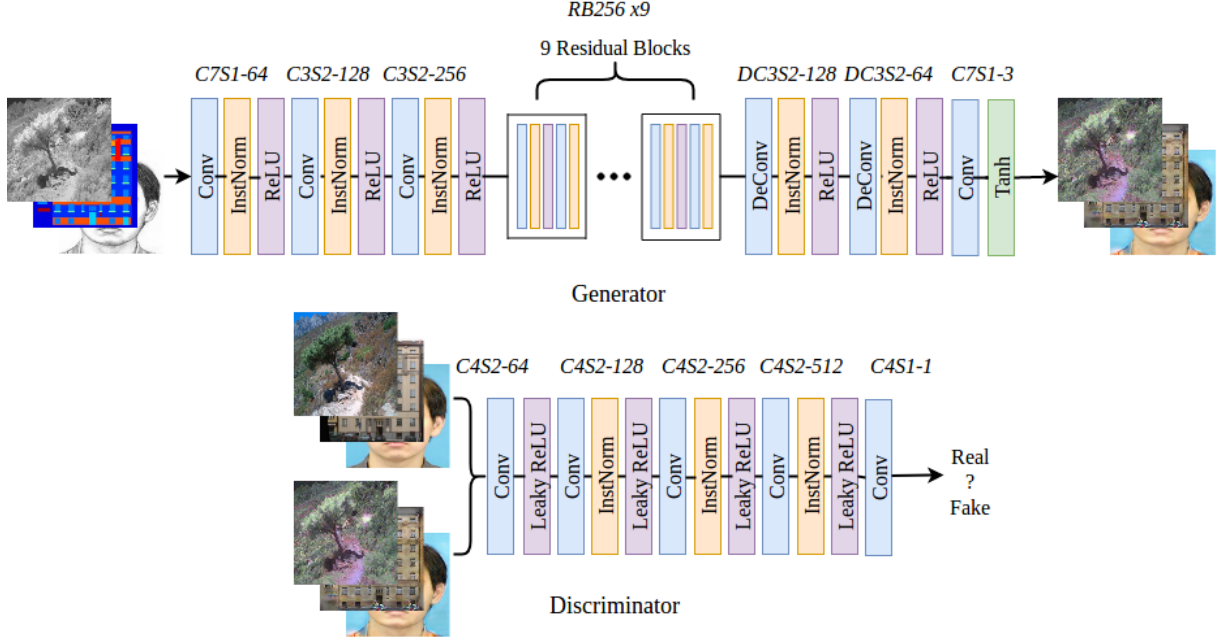 RB256 x9
9 Residual Blocks
C7S1-64 C3S2-128 C3S2-256 DC3S2-128 DC3S2-64 C7S1-3
Conv InstNorm ReLU Conv InstNorm ReLU Conv InstNorm ReLU DeConv InstNorm ReLU DeConv InstNorm ReLU Conv Tanh
Generator
C4S2-64 C4S2-128 C4S2-256 C4S2-512 C4S1-1
Conv Leaky ReLU Conv InstNorm Leaky ReLU Conv InstNorm Leaky ReLU Conv InstNorm Leaky ReLU Conv
Real
?
Fake
Discriminator